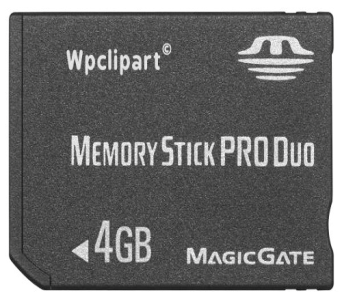 Wpclipart©
MEMORY STICK PRO DUO
4GB
MAGICGATE